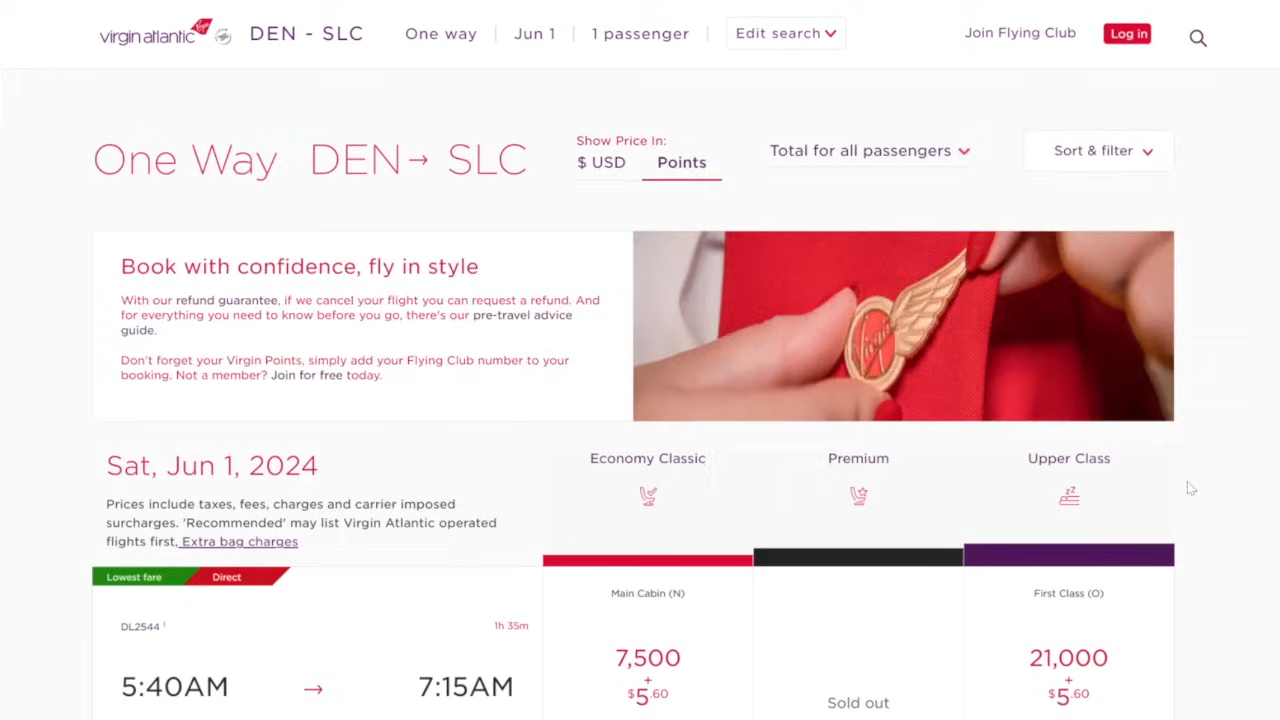 virgin atlantic DEN - SLC One way Jun 1 1 passenger Edit search Join Flying Club Log in
One Way DEN→ SLC
Show Price In:
$ USD Points
Total for all passengers
Sort & filter
Book with confidence, fly in style
With our refund guarantee, if we cancel your flight you can request a refund. And
for everything you need to know before you go, there's our pre-travel advice
guide.
Don't forget your Virgin Points, simply add your Flying Club number to your
booking. Not a member? Join for free today.
Sat, Jun 1, 2024
Prices include taxes, fees, charges and carrier imposed
surcharges. 'Recommended' may list Virgin Atlantic operated
flights first, Extra bag charges
Economy Classic
Premium
Upper Class
Lowest fare Direct
DL2544 1
1h 35m
5:40AM → 7:15AM
Main Cabin (N)
7,500
+
$5.60
Sold out
First Class (O)
21,000
+
$5.60